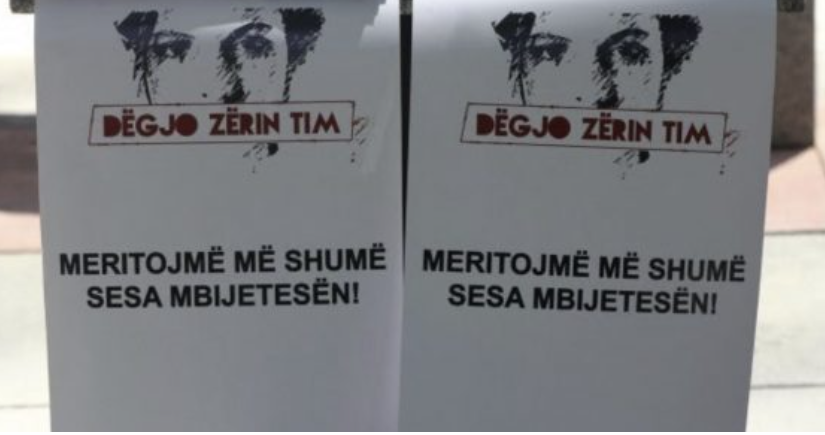 DËGJO ZËRIN TIM
MERITOJMË MË SHUMË
SESA MBIJETESËN!
DËGJO ZËRIN TIM
MERITOJMË MË SHUMË
SESA MBIJETESËN!